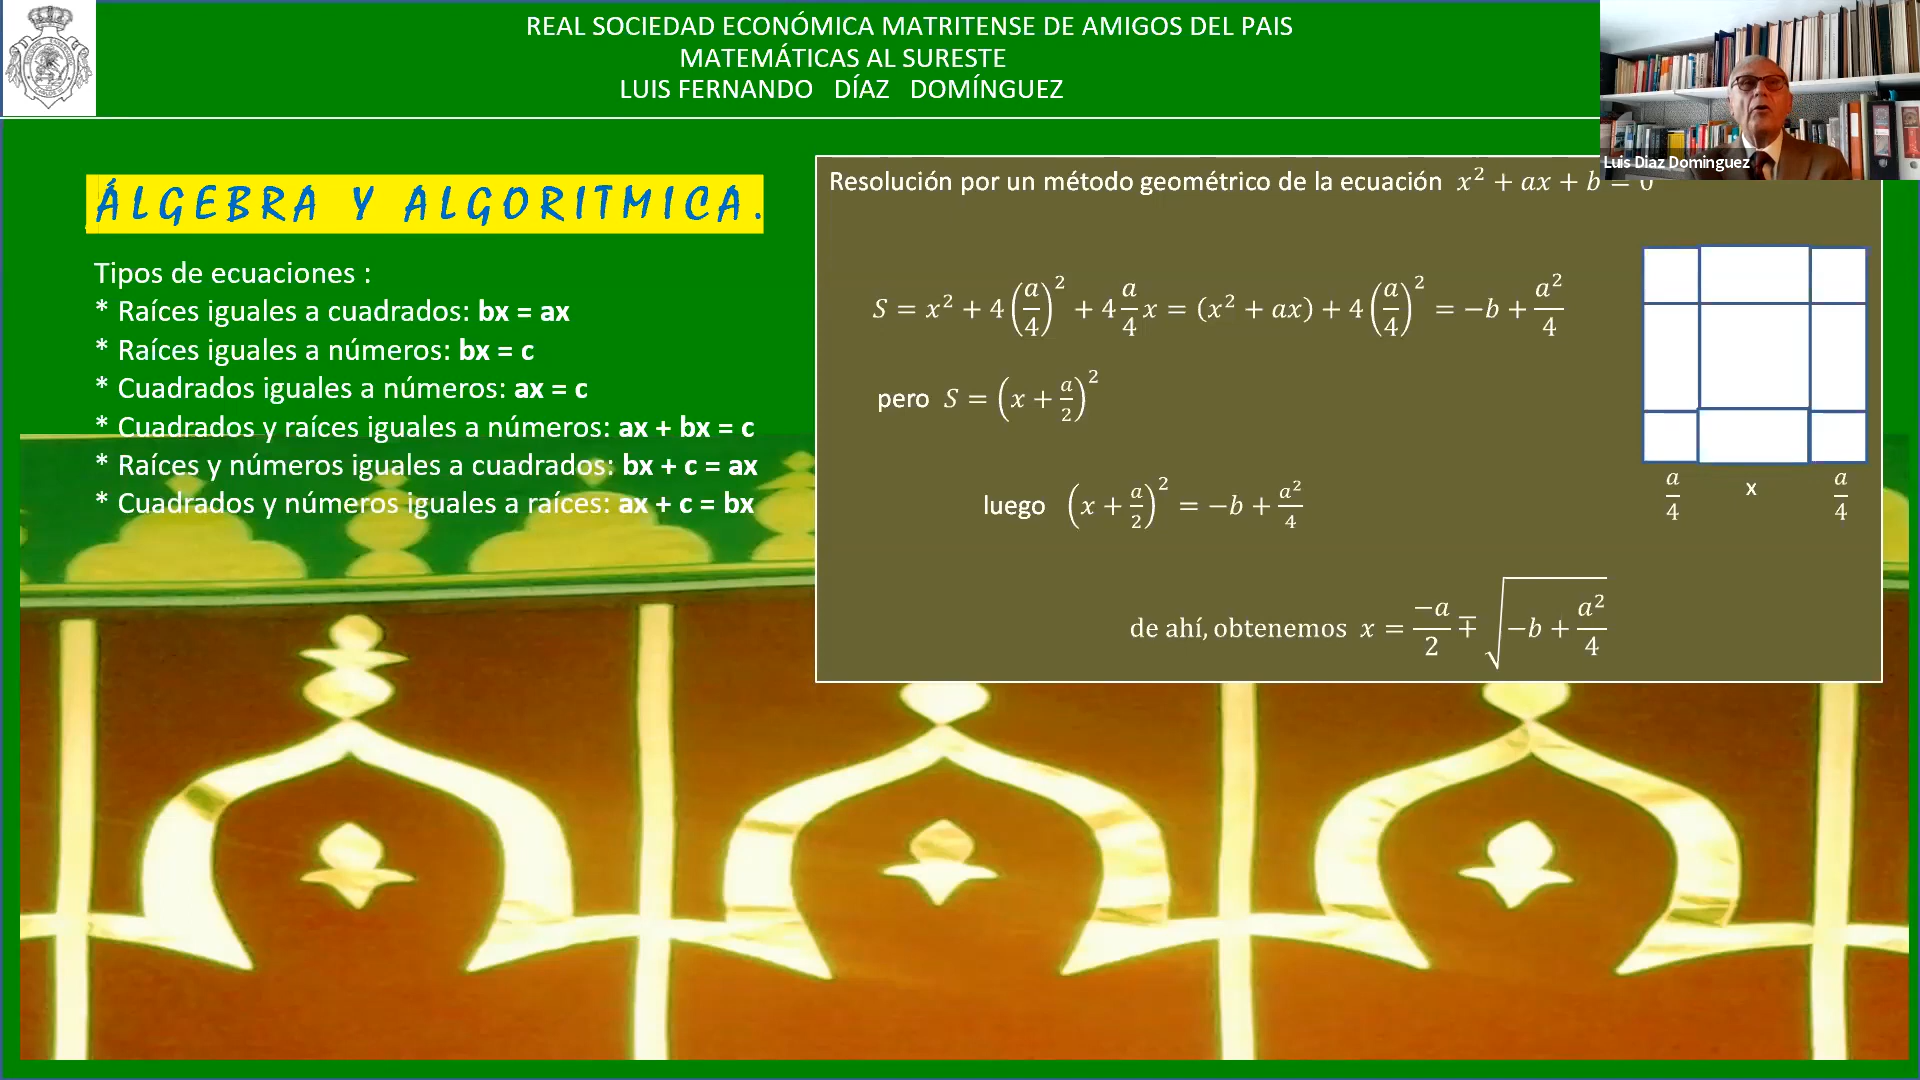 REAL SOCIEDAD ECONÓMICA MATRITENSE DE AMIGOS DEL PAIS
MATEMÁTICAS AL SURESTE
LUIS FERNANDO DÍAZ DOMÍNGUEZ
Luis Diaz Dominguez
ÁLGEBRA Y ALGORITMICA.
Tipos de ecuaciones :
* Raíces iguales a cuadrados: bx = ax
* Raíces iguales a números: bx = c
* Cuadrados iguales a números: ax = c
* Cuadrados y raíces iguales a números: ax + bx = c
* Raíces y números iguales a cuadrados: bx + c = ax
* Cuadrados y números iguales a raíces: ax + c = bx
Resolución por un método geométrico de la ecuación x² + ax + b = 0
S = x² + 4(a/4)² + 4 a/4 x = (x² + ax) + 4(a/4)² = −b + a²/4
pero S = (x + a/2)²
luego (x + a/2)² = −b + a²/4
de ahí, obtenemos x = −a/2 ∓ √(−b + a²/4)
a/4 x a/4